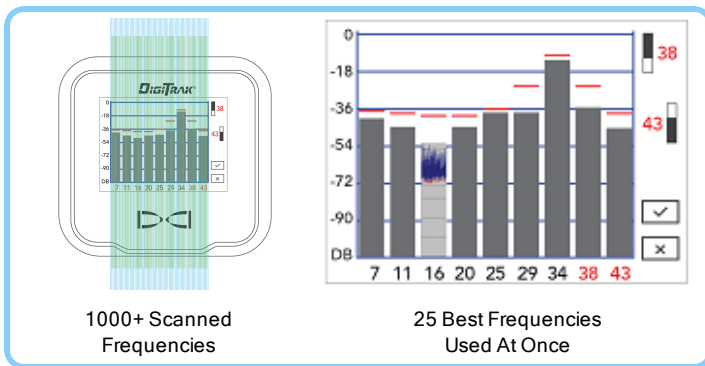 DIGITRAK®
0
-18
-36
-54
-72
-90
DB
7 11 16 20 25 29 34 38 43
38
43
1000+ Scanned
Frequencies
0
-18
-36
-54
-72
-90
DB
7 11 16 20 25 29 34 38 43
38
43
25 Best Frequencies
Used At Once